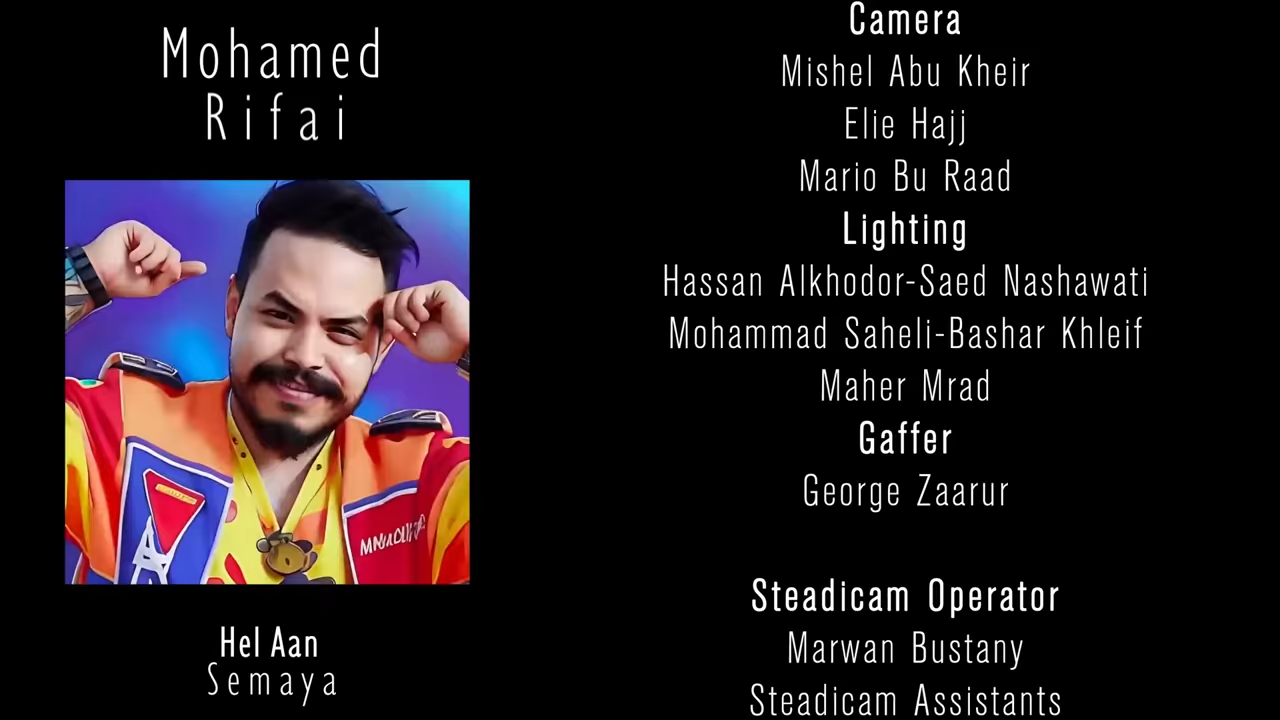 Mohamed
Rifai
Hel Aan
Semaya
Camera
Mishel Abu Kheir
Elie Hajj
Mario Bu Raad
Lighting
Hassan Alkhodor-Saed Nashawati
Mohammad Saheli-Bashar Khleif
Maher Mrad
Gaffer
George Zaarur
Steadicam Operator
Marwan Bustany
Steadicam Assistants